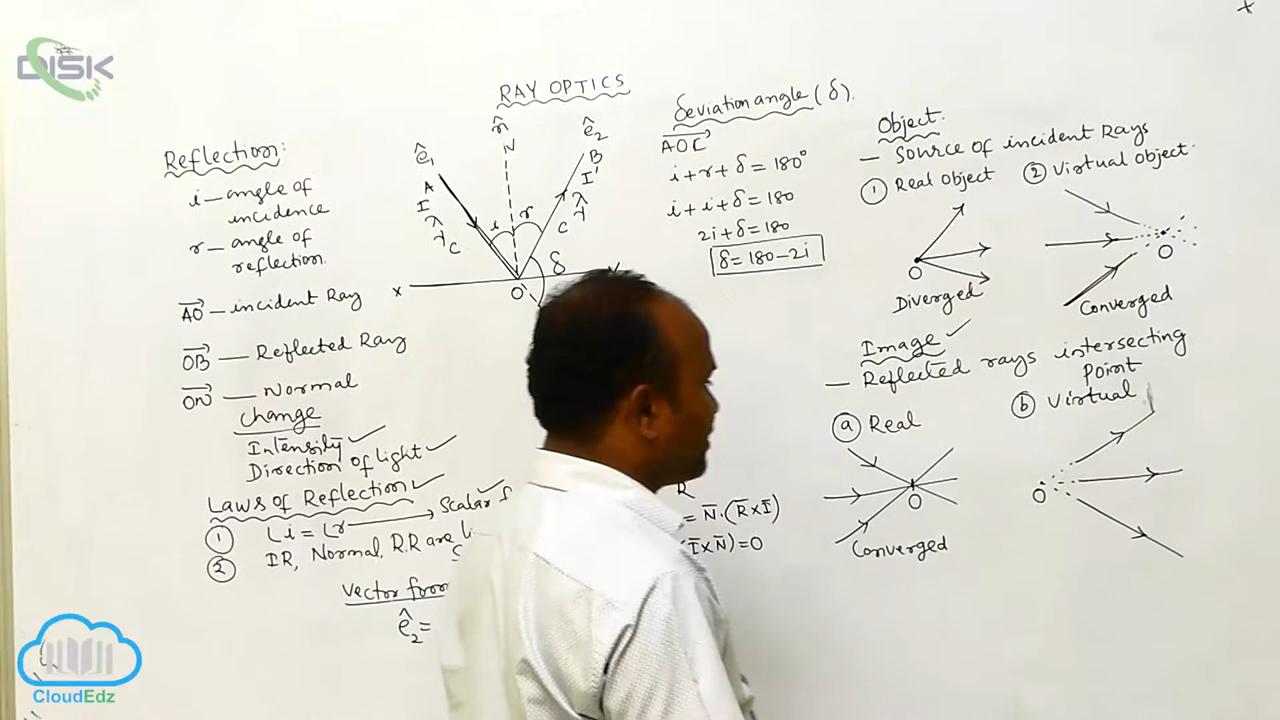 DISK
RAY OPTICS
Reflection:
i — angle of
incidence
r — angle of
reflection.
AO — incident Ray
OB — Reflected Ray
ON — Normal
Change
Intensity ✓
Direction of light ✓
Laws of Reflection ✓
① ∠i = ∠r → Scalar
② IR, Normal, R.R are
Vector
ê₂ =
ê₁
A
I
λ
C
n̂
N
i
r
ê₂
B
I'
λ
C
δ
x
O
Deviation angle (δ).
AOC
i + r + δ = 180°
i + i + δ = 180
2i + δ = 180
δ = 180 – 2i
R
= N̄.(R̄ x Ī)
(Ī x N̄) = 0
Object:
— Source of incident Rays
① Real Object
② Virtual Object.
O
Diverged
O
Converged
Image ✓
— Reflected rays intersecting
Point
ⓐ Real
ⓑ Virtual
O
Converged
O
CloudEdz